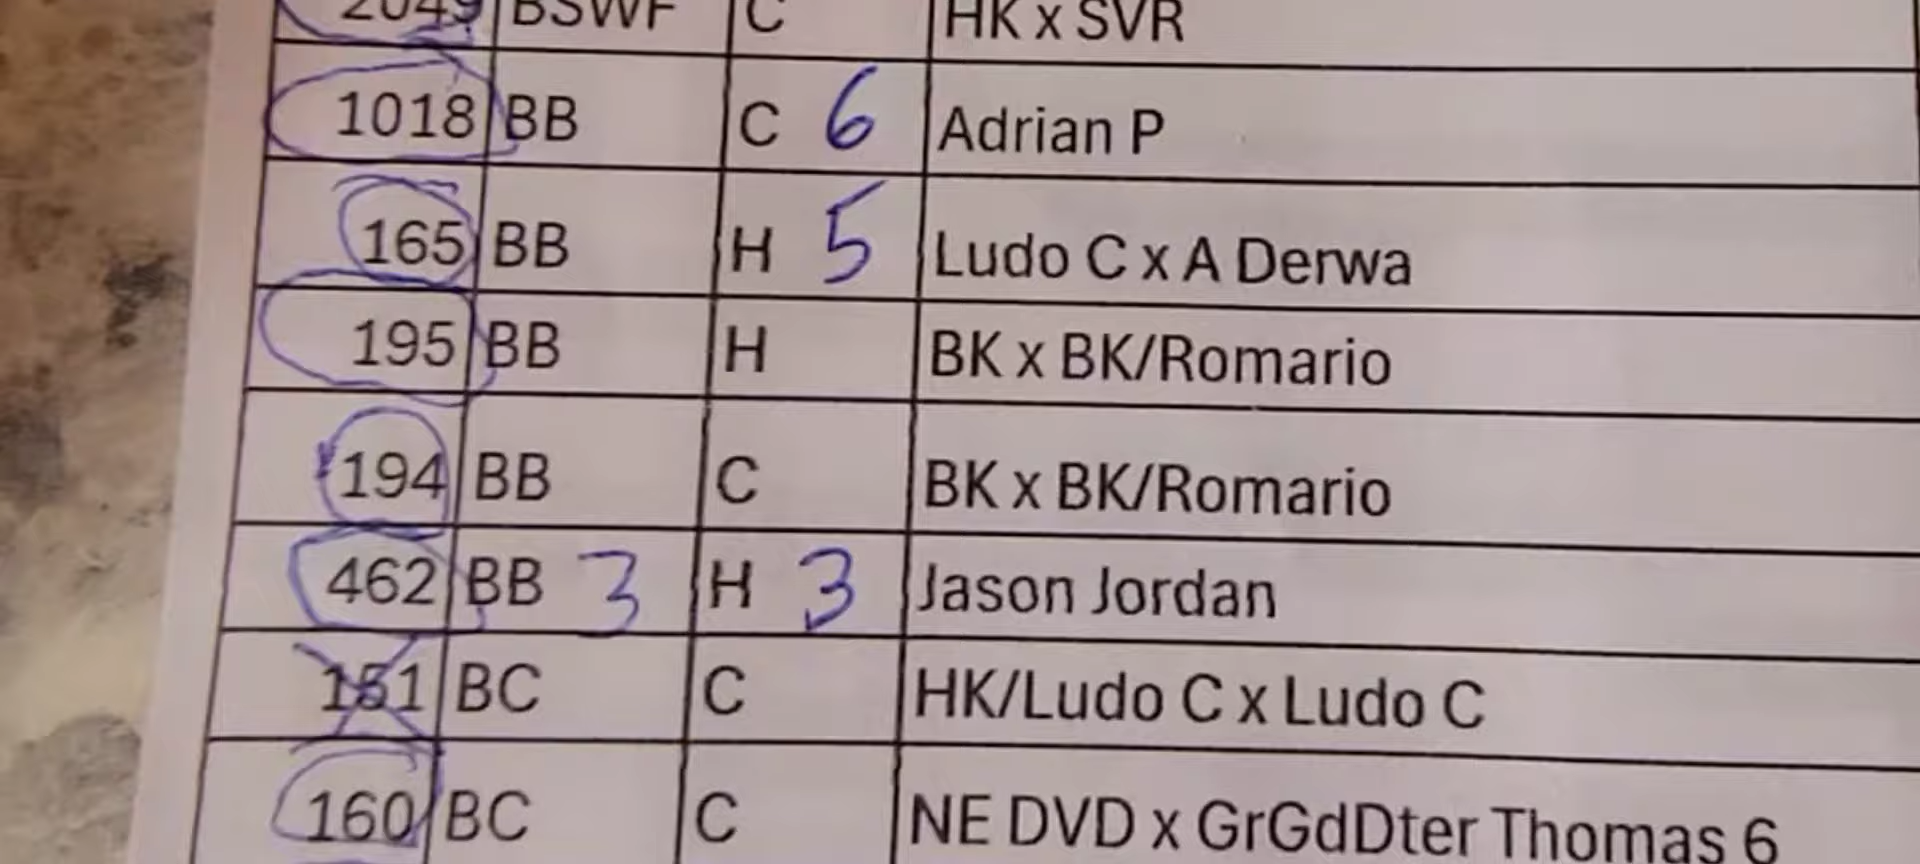 2049 BSWF C HK x SVR
1018 BB C 6 Adrian P
165 BB H 5 Ludo C x A Derwa
195 BB H BK x BK/Romario
194 BB C BK x BK/Romario
462 BB 3 H 3 Jason Jordan
151 BC C HK/Ludo C x Ludo C
160 BC C NE DVD x GrGdDter Thomas 6